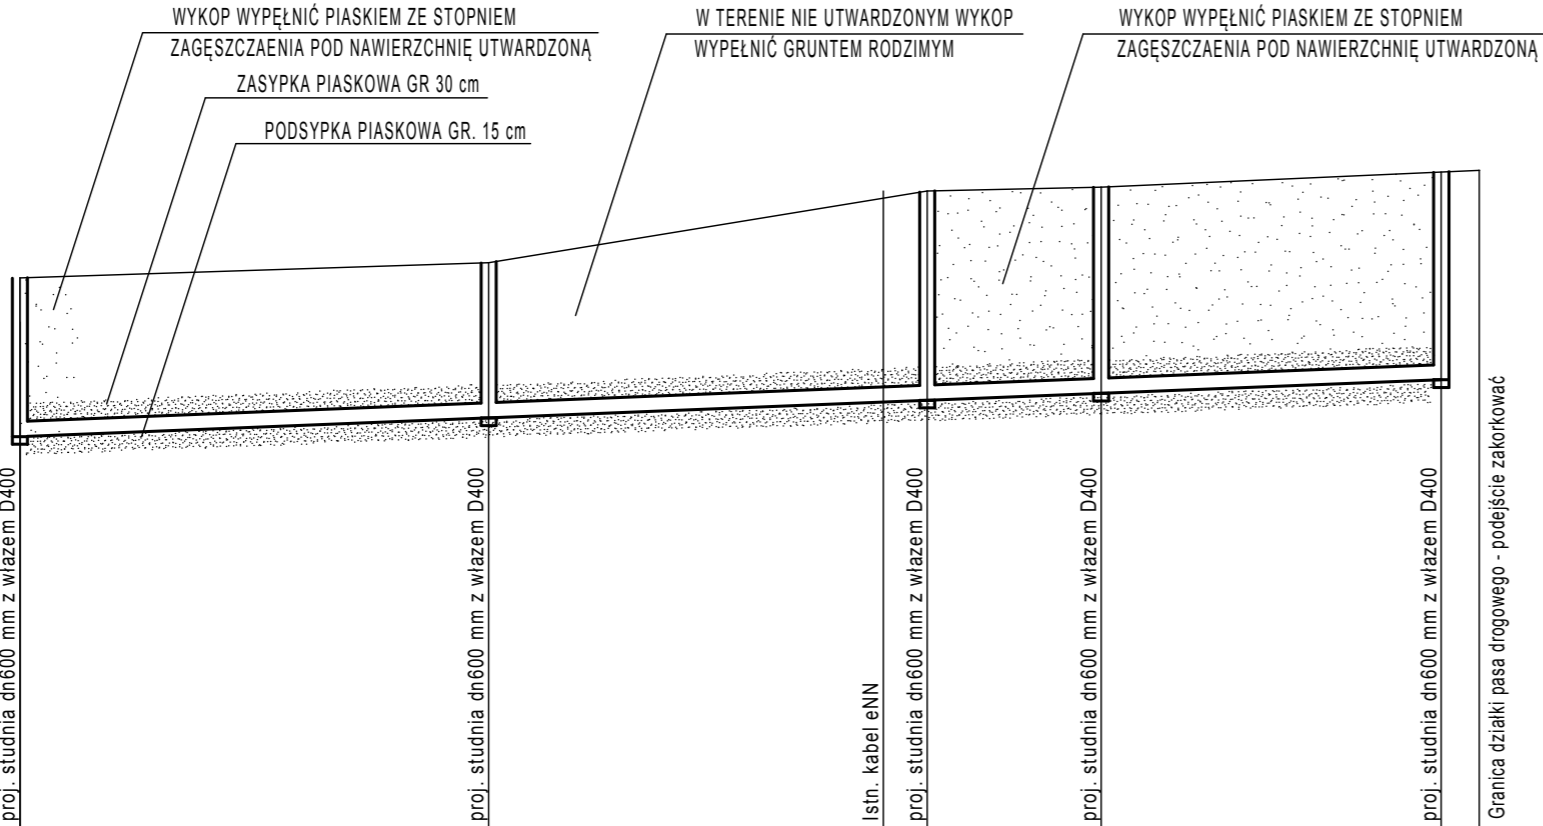 WYKOP WYPĘŁNIĆ PIASKIEM ZE STOPNIEM
ZAGĘSZCZAENIA POD NAWIERZCHNIĘ UTWARDZONĄ
ZASYPKA PIASKOWA GR 30 cm
PODSYPKA PIASKOWA GR. 15 cm
W TERENIE NIE UTWARDZONYM WYKOP
WYPEŁNIĆ GRUNTEM RODZIMYM
WYKOP WYPĘŁNIĆ PIASKIEM ZE STOPNIEM
ZAGĘSZCZAENIA POD NAWIERZCHNIĘ UTWARDZONĄ
proj. studnia dn600 mm z włazem D400
proj. studnia dn600 mm z włazem D400
Istn. kabel eNN
proj. studnia dn600 mm z włazem D400
proj. studnia dn600 mm z włazem D400
proj. studnia dn600 mm z włazem D400
Granica działki pasa drogowego - podejście zakorkować